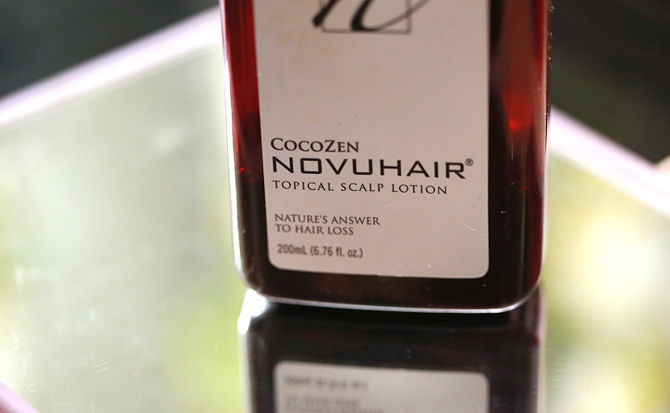 COCOZEN
NOVUHAIR®
TOPICAL SCALP LOTION
NATURE'S ANSWER
TO HAIR LOSS
200mL (6.76 fl. oz.)